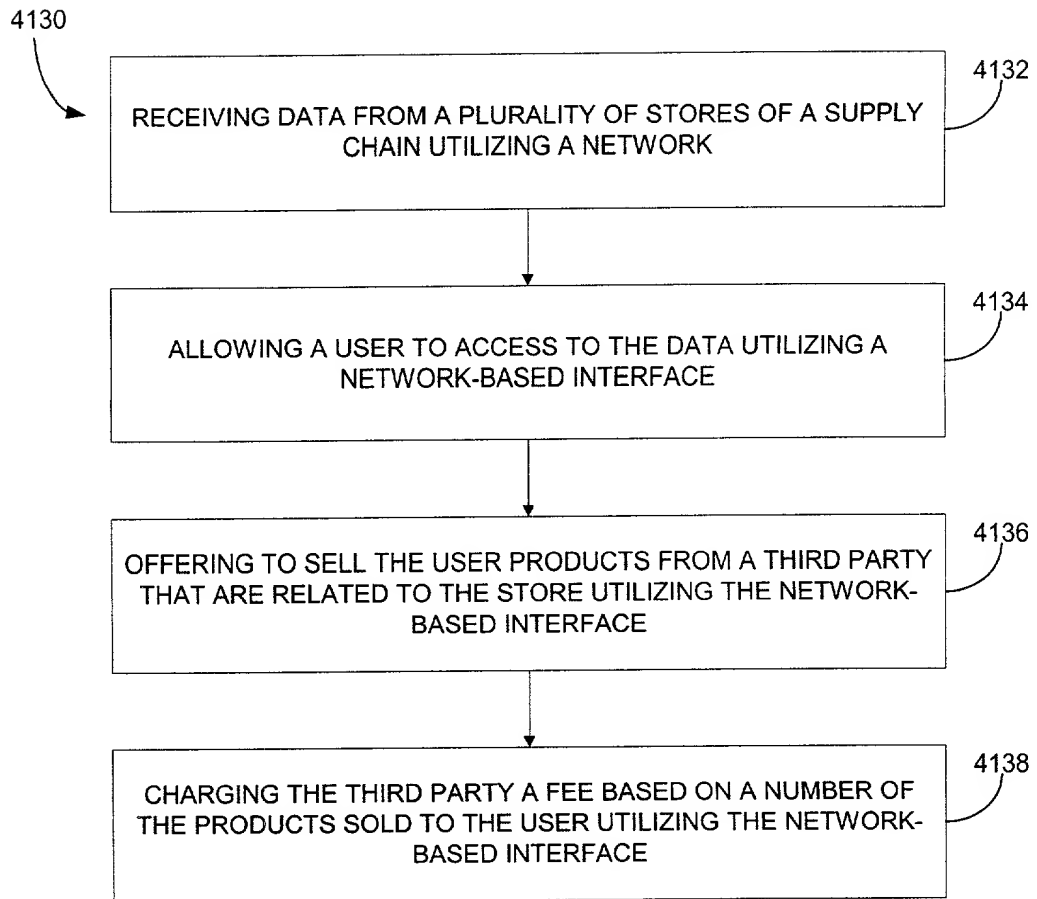 4130
4132
RECEIVING DATA FROM A PLURALITY OF STORES OF A SUPPLY
CHAIN UTILIZING A NETWORK
4134
ALLOWING A USER TO ACCESS TO THE DATA UTILIZING A
NETWORK-BASED INTERFACE
4136
OFFERING TO SELL THE USER PRODUCTS FROM A THIRD PARTY
THAT ARE RELATED TO THE STORE UTILIZING THE NETWORK-
BASED INTERFACE
4138
CHARGING THE THIRD PARTY A FEE BASED ON A NUMBER OF
THE PRODUCTS SOLD TO THE USER UTILIZING THE NETWORK-
BASED INTERFACE